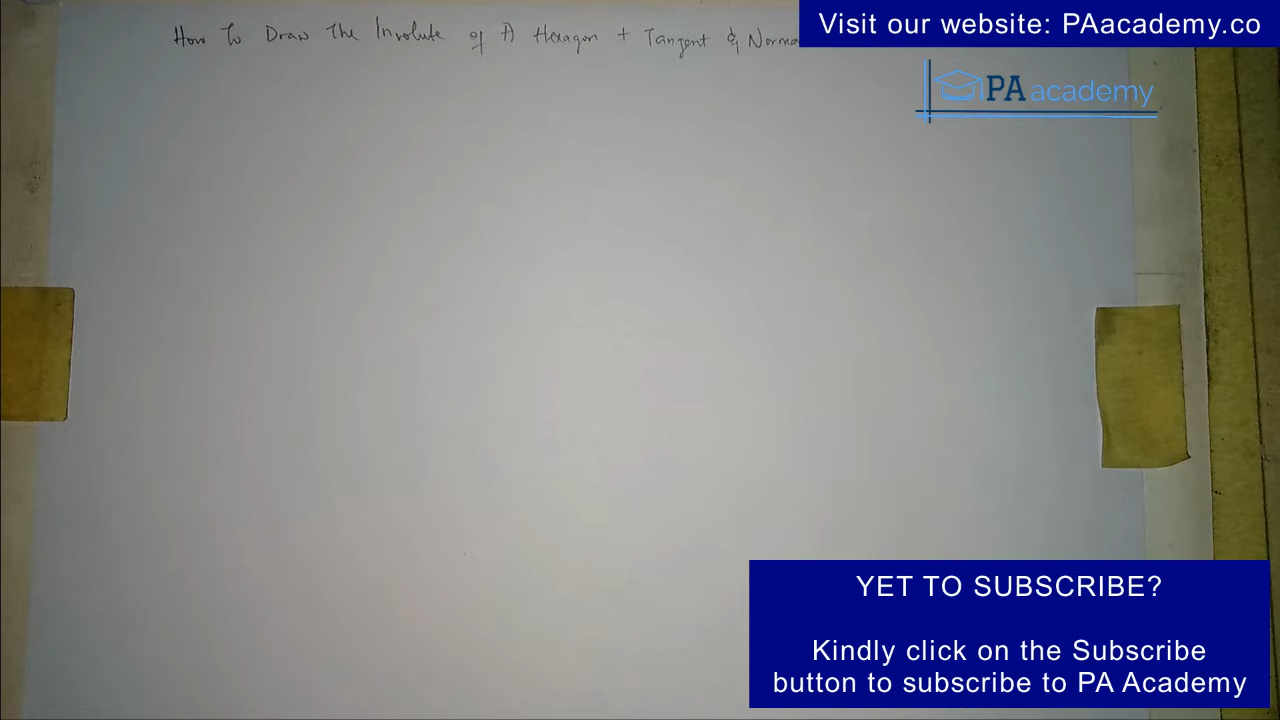 How To Draw The Involute of A Hexagon + Tangent &
Visit our website: PAacademy.co
PA academy
YET TO SUBSCRIBE?
Kindly click on the Subscribe
button to subscribe to PA Academy